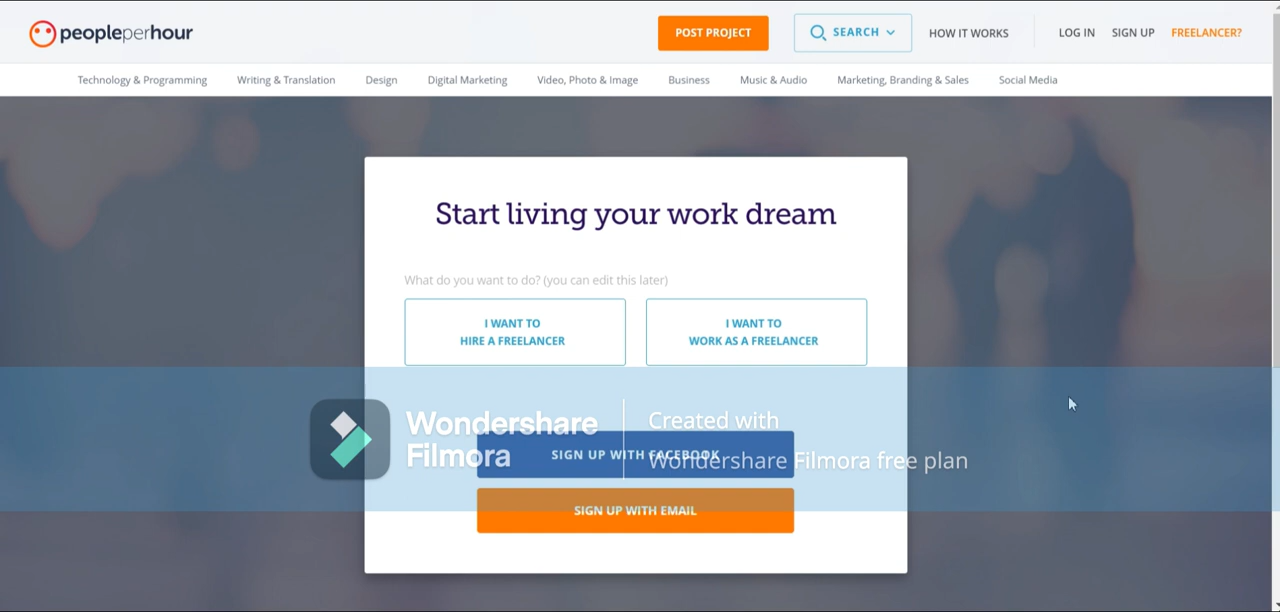 peopleperhour
POST PROJECT
SEARCH
HOW IT WORKS
LOG IN
SIGN UP
FREELANCER?
Technology & Programming
Writing & Translation
Design
Digital Marketing
Video, Photo & Image
Business
Music & Audio
Marketing, Branding & Sales
Social Media
Start living your work dream
What do you want to do? (you can edit this later)
I WANT TO
HIRE A FREELANCER
I WANT TO
WORK AS A FREELANCER
Wondershare
Filmora
Created with
Wondershare Filmora free plan
SIGN UP WITH FACEBOOK
SIGN UP WITH EMAIL